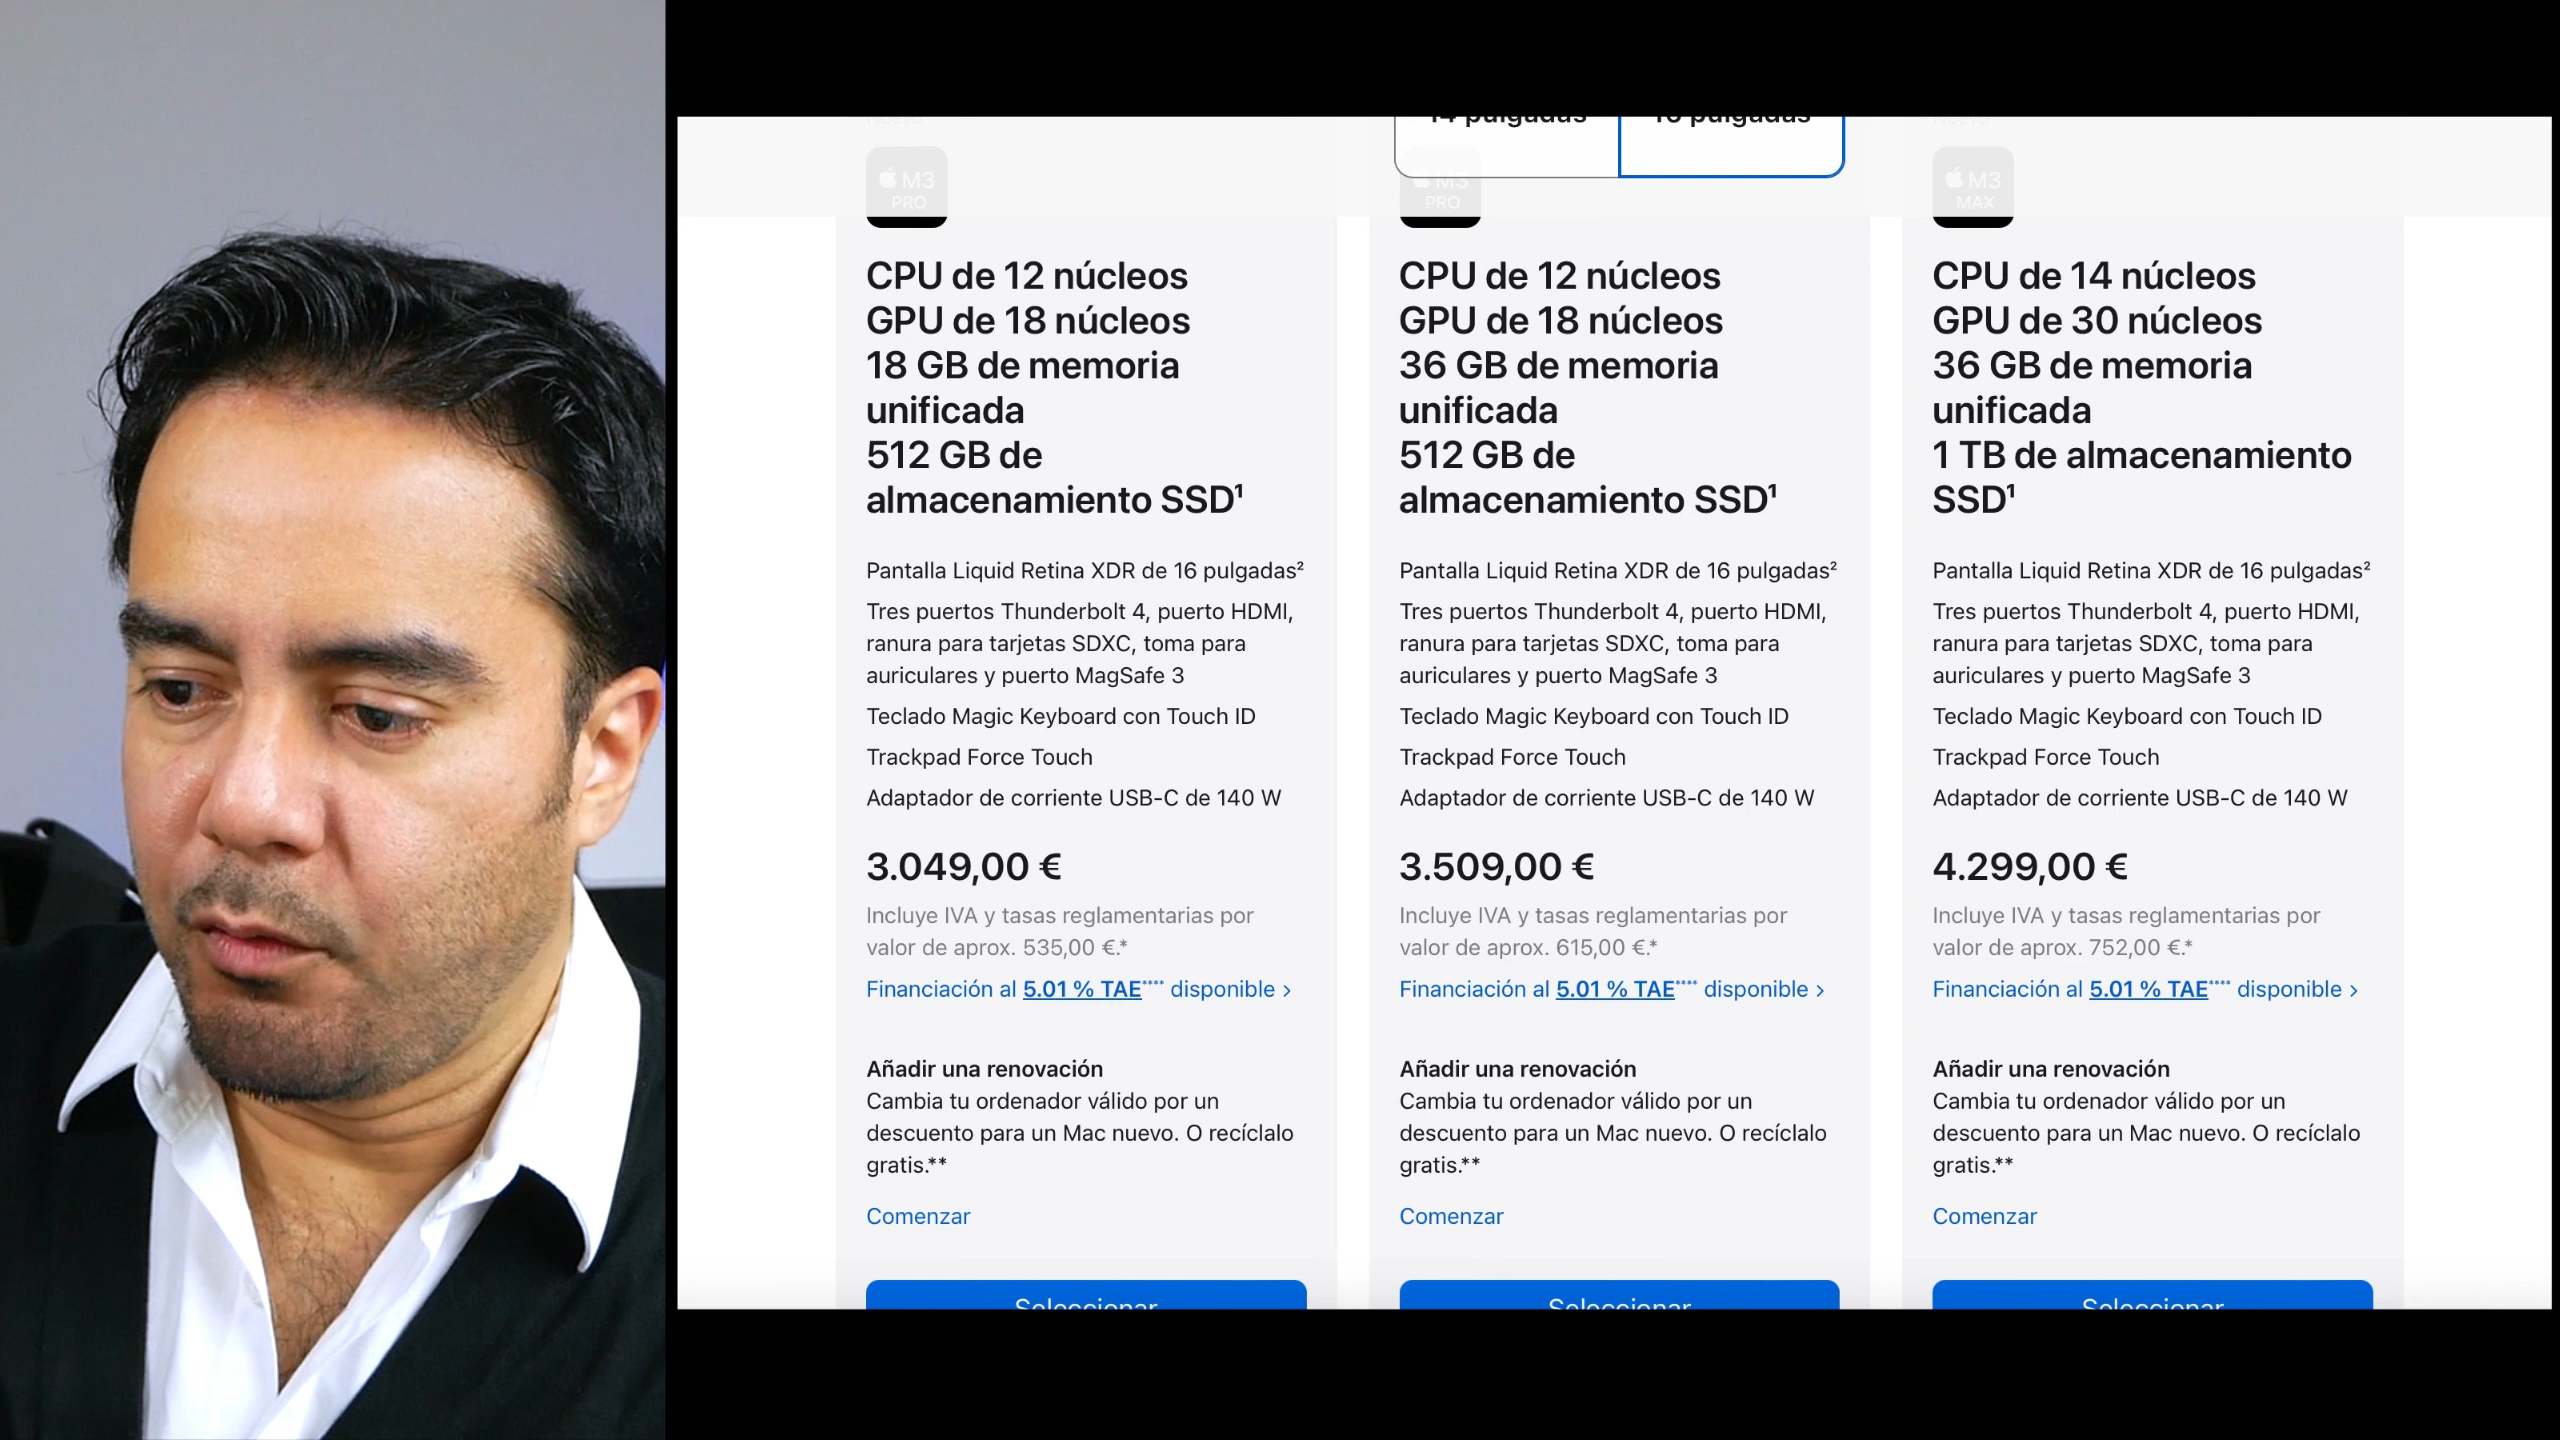 14 pulgadas
16 pulgadas
M3
PRO
CPU de 12 núcleos
GPU de 18 núcleos
18 GB de memoria
unificada
512 GB de
almacenamiento SSD¹
Pantalla Liquid Retina XDR de 16 pulgadas²
Tres puertos Thunderbolt 4, puerto HDMI,
ranura para tarjetas SDXC, toma para
auriculares y puerto MagSafe 3
Teclado Magic Keyboard con Touch ID
Trackpad Force Touch
Adaptador de corriente USB-C de 140 W
3.049,00 €
Incluye IVA y tasas reglamentarias por
valor de aprox. 535,00 €.*
Financiación al 5.01 % TAE**** disponible >
Añadir una renovación
Cambia tu ordenador válido por un
descuento para un Mac nuevo. O recíclalo
gratis.**
Comenzar
Seleccionar
M3
PRO
CPU de 12 núcleos
GPU de 18 núcleos
36 GB de memoria
unificada
512 GB de
almacenamiento SSD¹
Pantalla Liquid Retina XDR de 16 pulgadas²
Tres puertos Thunderbolt 4, puerto HDMI,
ranura para tarjetas SDXC, toma para
auriculares y puerto MagSafe 3
Teclado Magic Keyboard con Touch ID
Trackpad Force Touch
Adaptador de corriente USB-C de 140 W
3.509,00 €
Incluye IVA y tasas reglamentarias por
valor de aprox. 615,00 €.*
Financiación al 5.01 % TAE**** disponible >
Añadir una renovación
Cambia tu ordenador válido por un
descuento para un Mac nuevo. O recíclalo
gratis.**
Comenzar
Seleccionar
M3
MAX
CPU de 14 núcleos
GPU de 30 núcleos
36 GB de memoria
unificada
1 TB de almacenamiento
SSD¹
Pantalla Liquid Retina XDR de 16 pulgadas²
Tres puertos Thunderbolt 4, puerto HDMI,
ranura para tarjetas SDXC, toma para
auriculares y puerto MagSafe 3
Teclado Magic Keyboard con Touch ID
Trackpad Force Touch
Adaptador de corriente USB-C de 140 W
4.299,00 €
Incluye IVA y tasas reglamentarias por
valor de aprox. 752,00 €.*
Financiación al 5.01 % TAE**** disponible >
Añadir una renovación
Cambia tu ordenador válido por un
descuento para un Mac nuevo. O recíclalo
gratis.**
Comenzar
Seleccionar